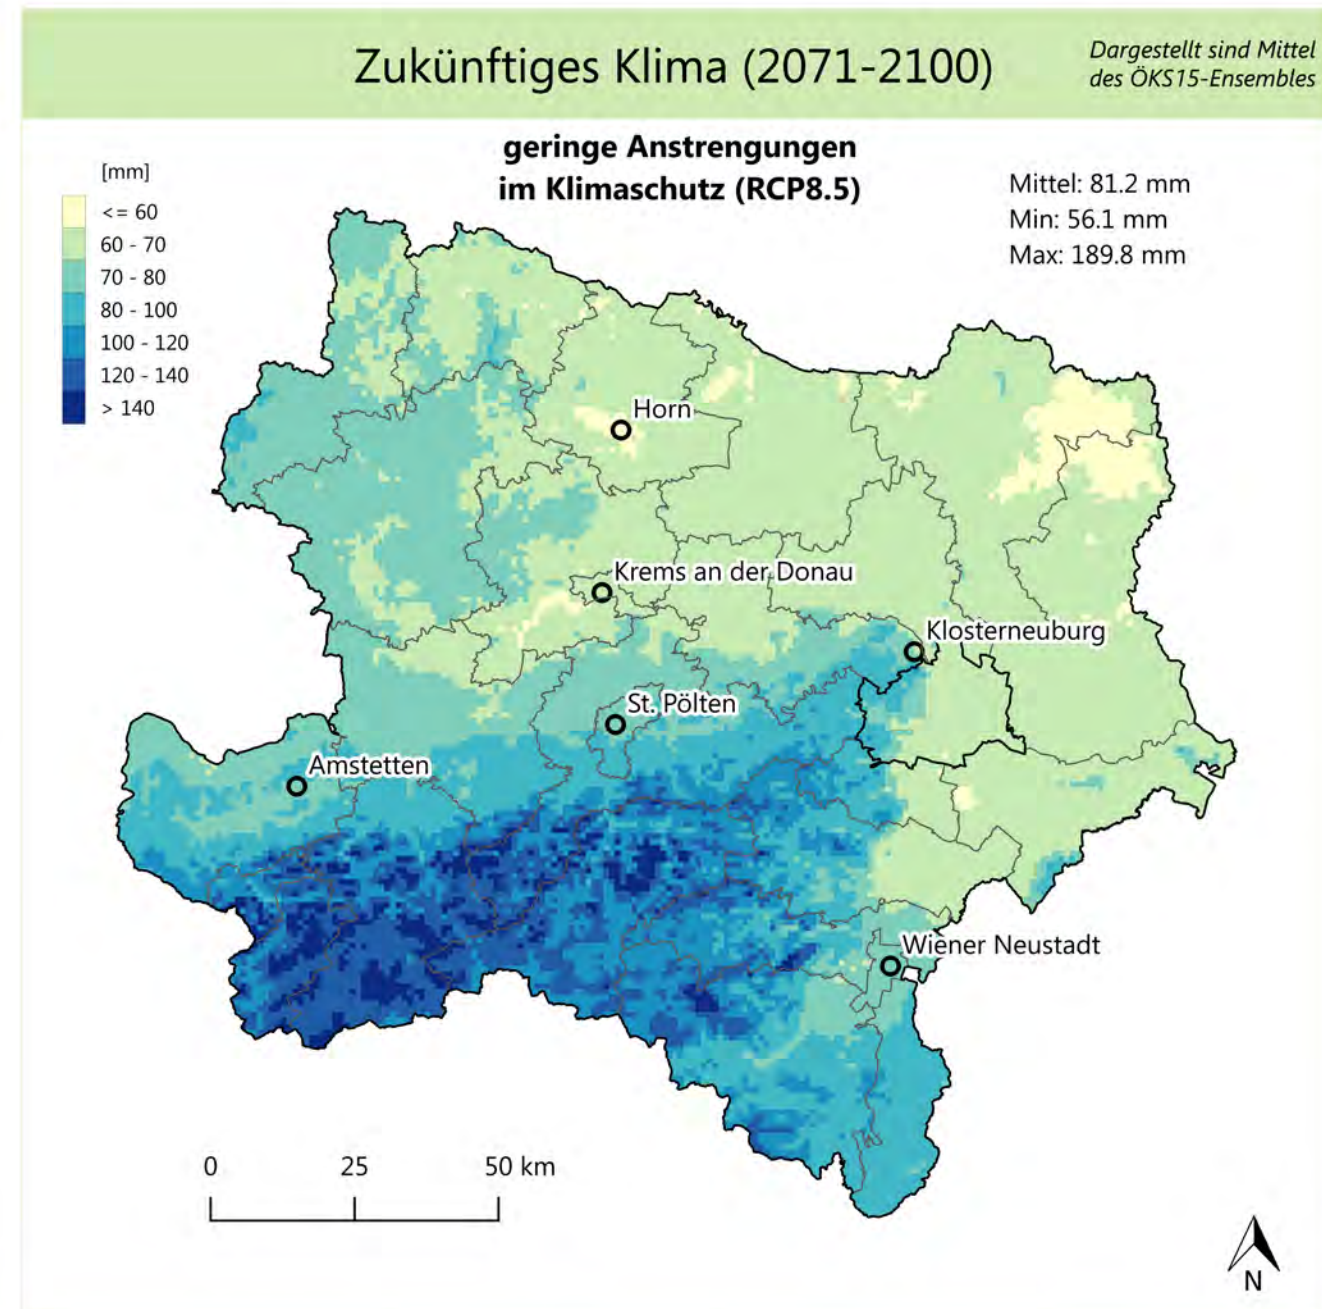 Zukünftiges Klima (2071-2100)
Dargestellt sind Mittel
des ÖKS15-Ensembles
geringe Anstrengungen
im Klimaschutz (RCP8.5)
Mittel: 81.2 mm
Min: 56.1 mm
Max: 189.8 mm
[mm]
<= 60
60 - 70
70 - 80
80 - 100
100 - 120
120 - 140
> 140
Horn
Krems an der Donau
Klosterneuburg
St. Pölten
Amstetten
Wiener Neustadt
0 25 50 km
N